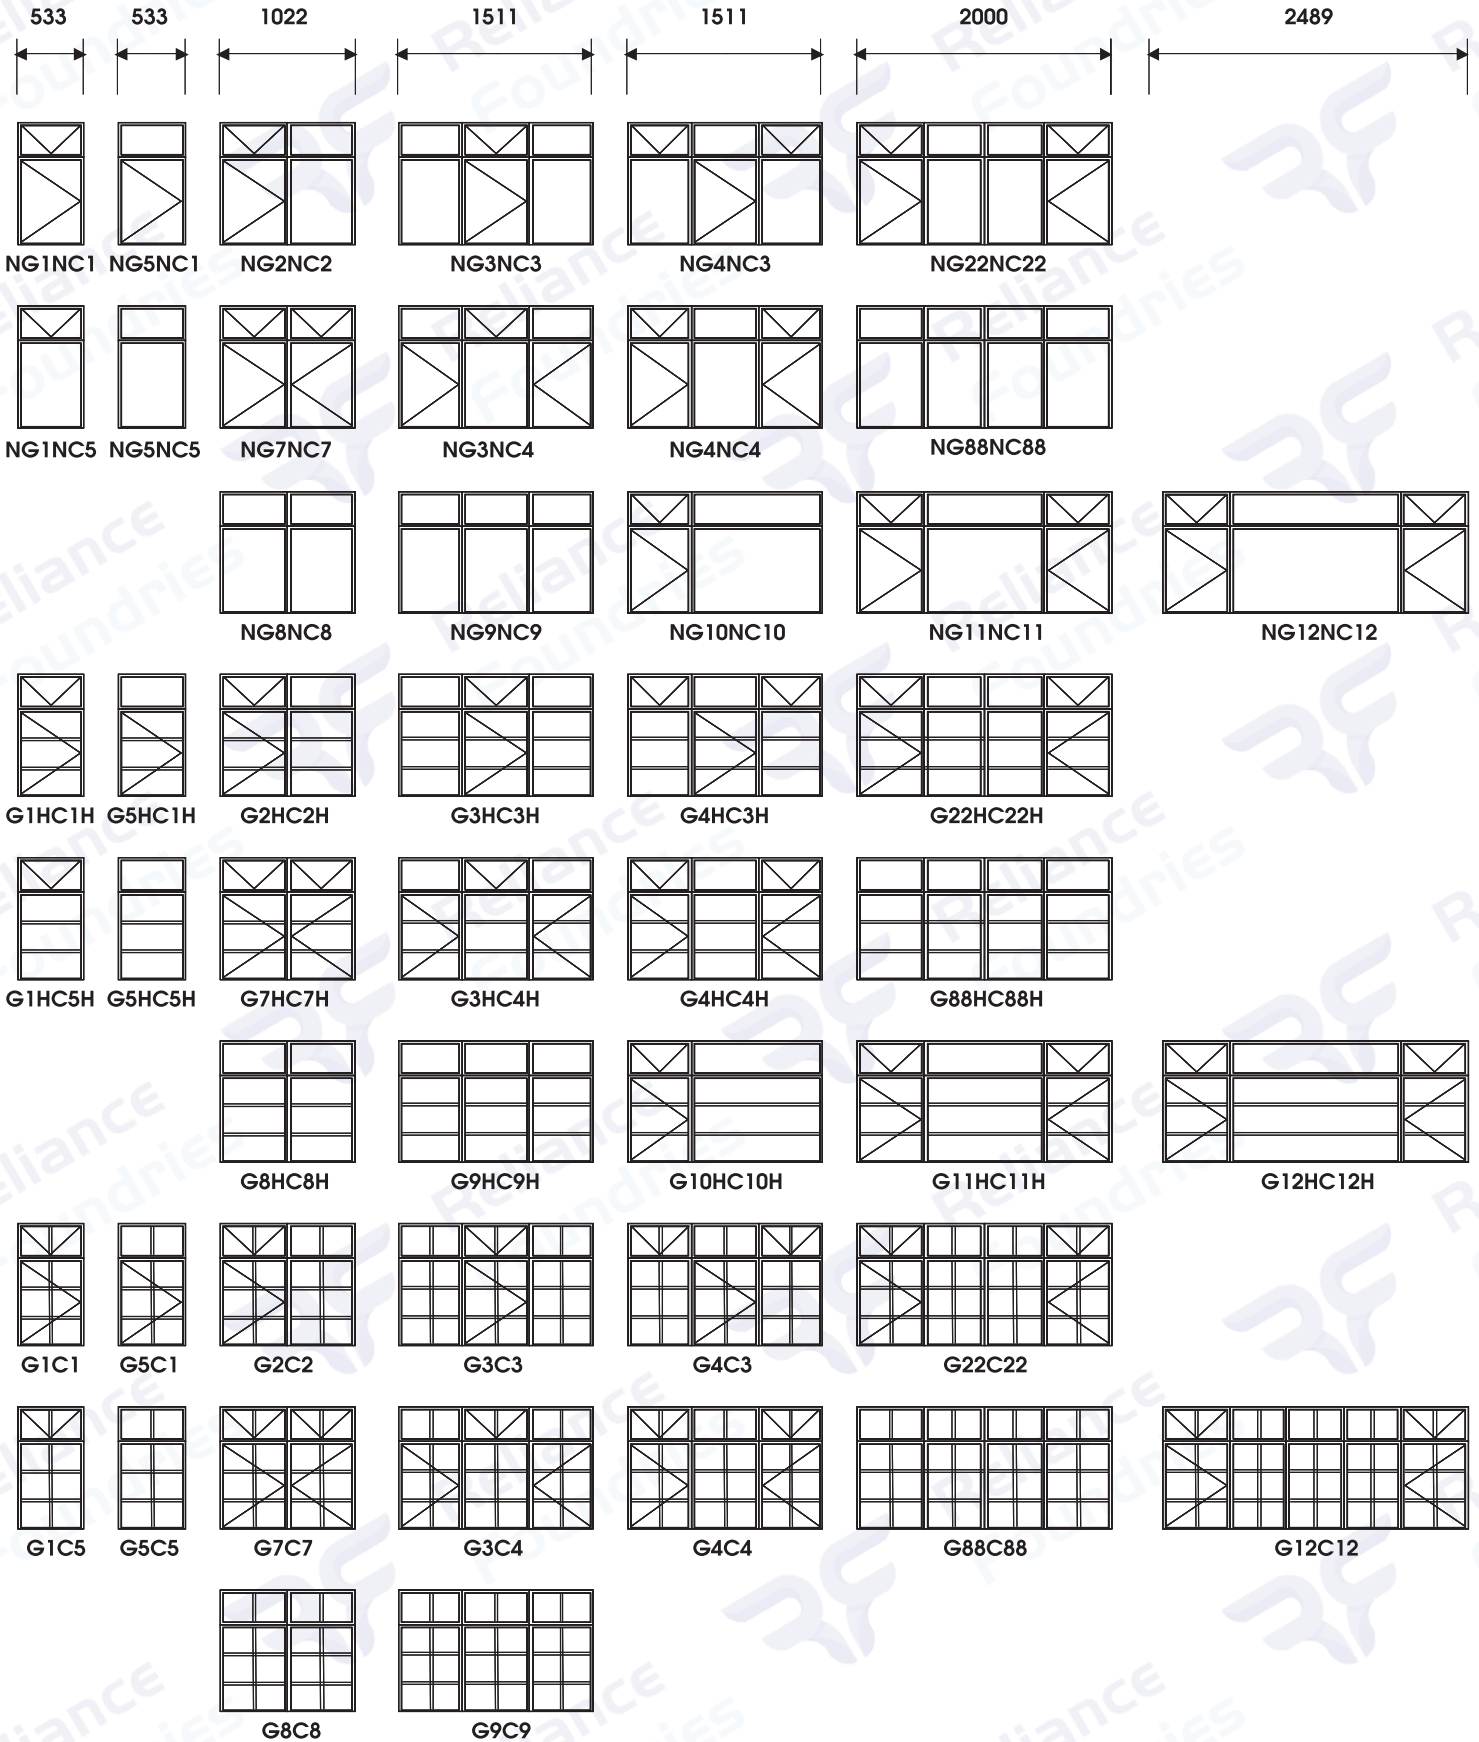 533 533 1022 1511 1511 2000 2489
NG1NC1 NG5NC1 NG2NC2 NG3NC3 NG4NC3 NG22NC22
NG1NC5 NG5NC5 NG7NC7 NG3NC4 NG4NC4 NG88NC88
NG8NC8 NG9NC9 NG10NC10 NG11NC11 NG12NC12
G1HC1H G5HC1H G2HC2H G3HC3H G4HC3H G22HC22H
G1HC5H G5HC5H G7HC7H G3HC4H G4HC4H G88HC88H
G8HC8H G9HC9H G10HC10H G11HC11H G12HC12H
G1C1 G5C1 G2C2 G3C3 G4C3 G22C22
G1C5 G5C5 G7C7 G3C4 G4C4 G88C88 G12C12
G8C8 G9C9
Reliance
Foundries